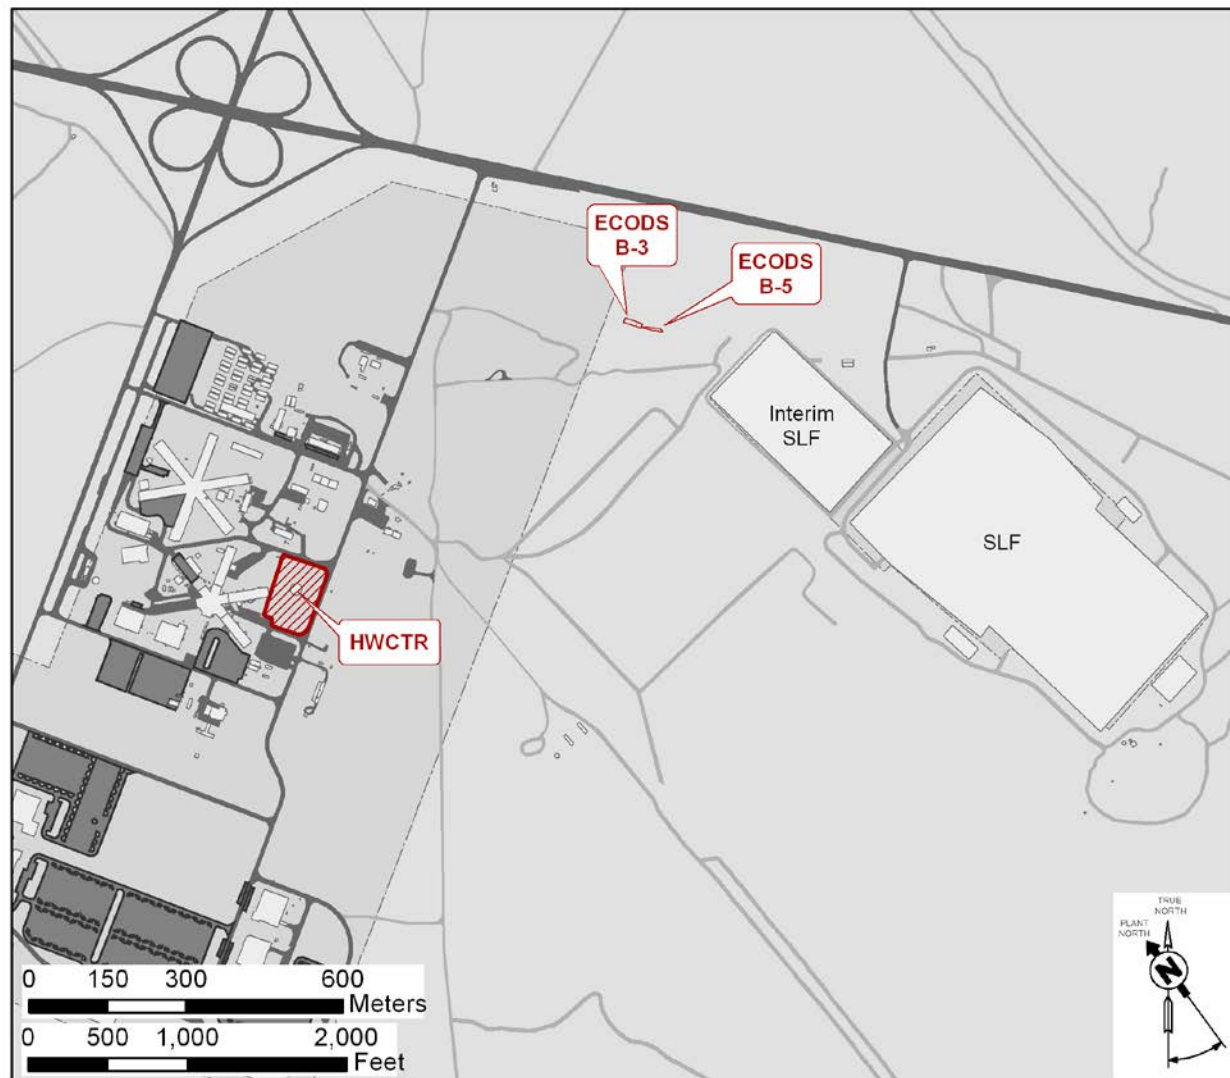 ECODS
B-3
ECODS
B-5
Interim
SLF
SLF
HWCTR
TRUE
NORTH
PLANT
NORTH
N
0 150 300 600
Meters
0 500 1,000 2,000
Feet